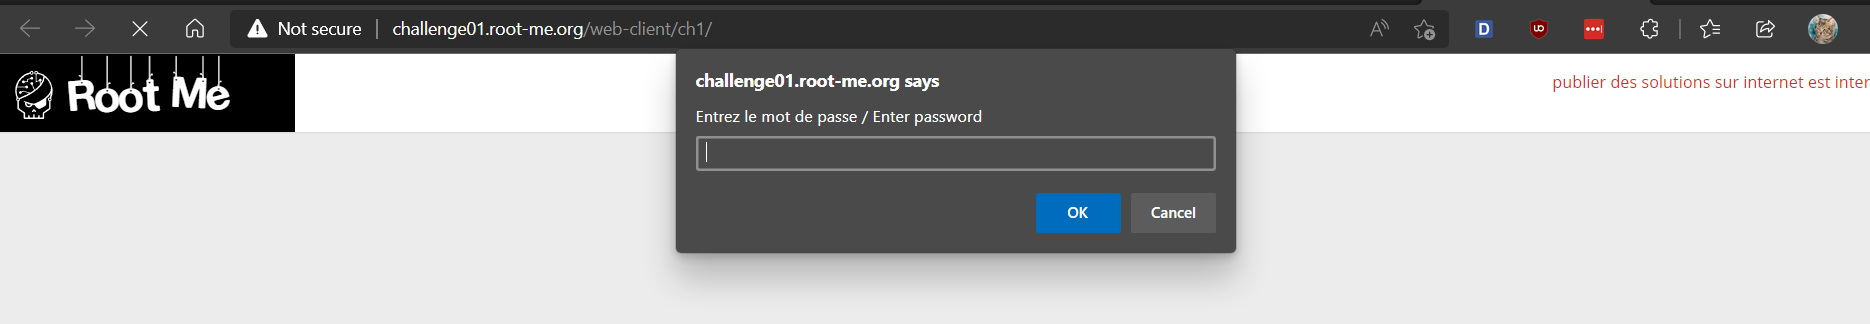 Not secure challenge01.root-me.org/web-client/ch1/
Root Me
publier des solutions sur internet est inter
challenge01.root-me.org says
Entrez le mot de passe / Enter password
OK Cancel